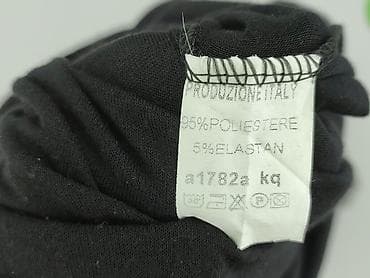 PRODUZIONE ITALY
95%POLIESTERE
5%ELASTAN
a1782a kq